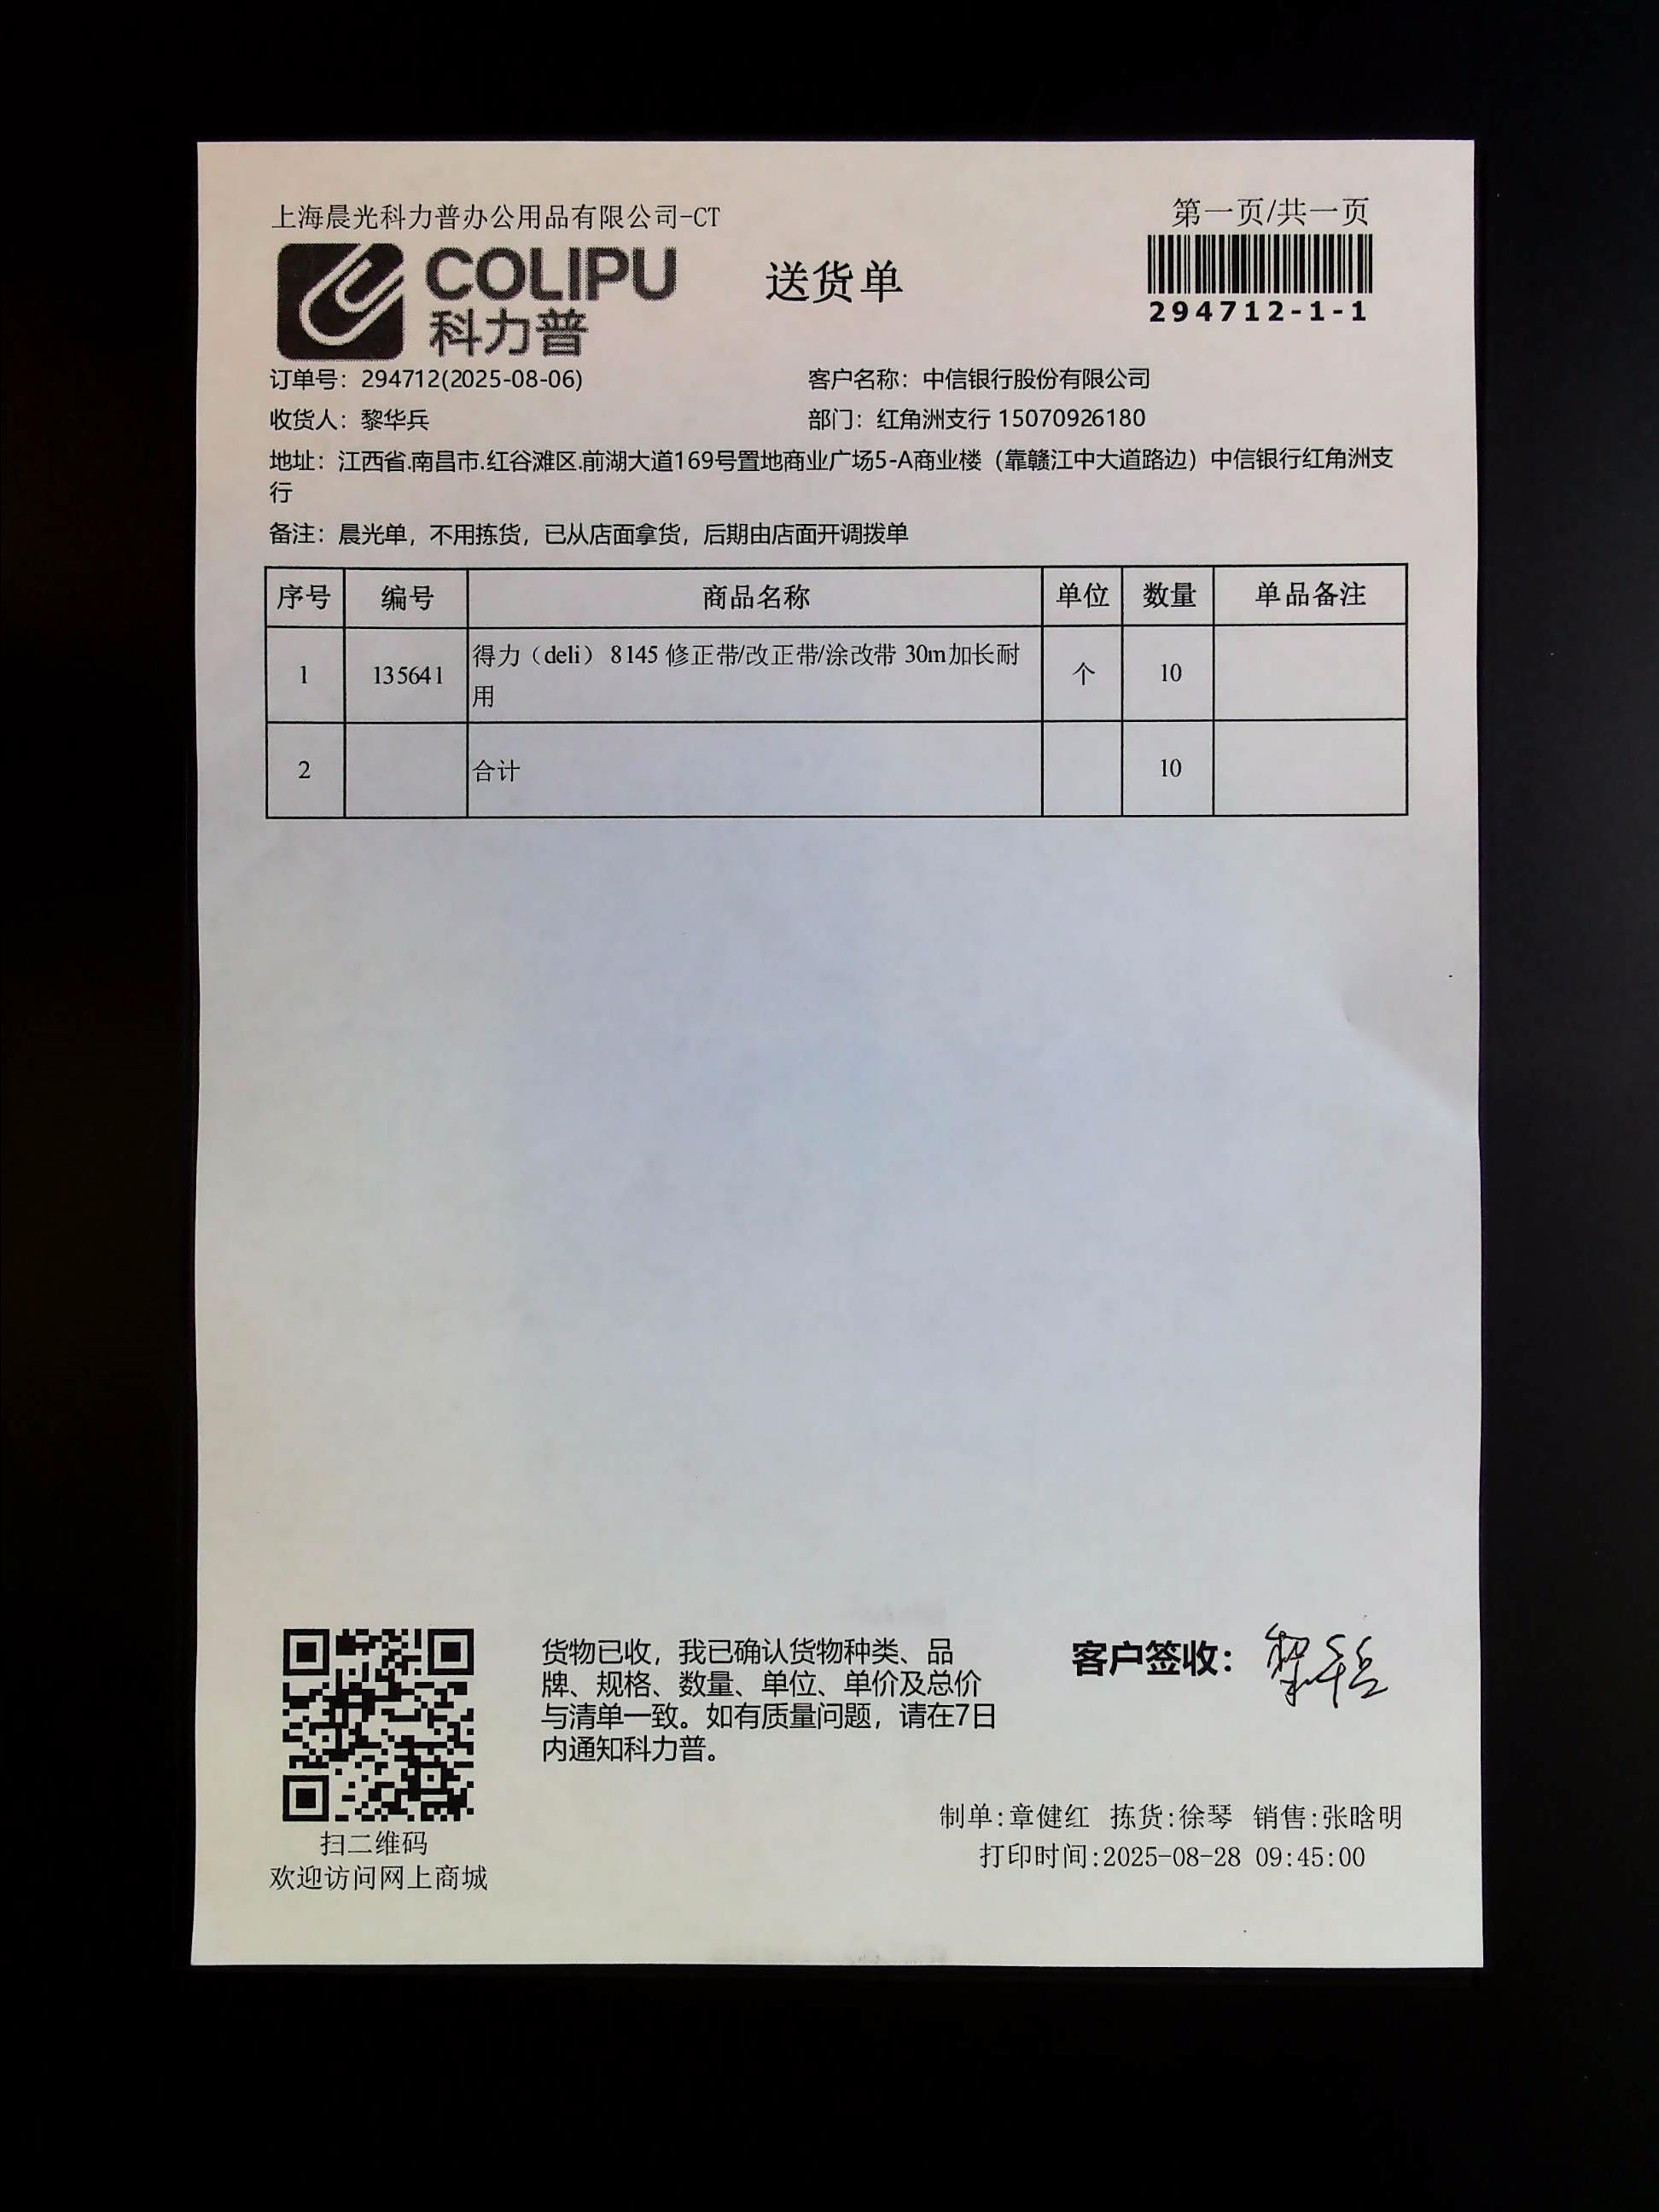 上海晨光科力普办公用品有限公司-CT
第一页/共一页
COLIPU
科力普
送货单
294712-1-1
订单号：294712(2025-08-06)
客户名称：中信银行股份有限公司
收货人：黎华兵
部门：红角洲支行 15070926180
地址：江西省.南昌市.红谷滩区.前湖大道169号置地商业广场5-A商业楼（靠赣江中大道路边）中信银行红角洲支
行
备注：晨光单，不用拣货，已从店面拿货，后期由店面开调拨单
序号 编号 商品名称 单位 数量 单品备注
1 135641 得力（deli） 8145 修正带/改正带/涂改带 30m加长耐
用 个 10
2 合计 10
货物已收，我已确认货物种类、品
牌、规格、数量、单位、单价及总价
与清单一致。如有质量问题，请在7日
内通知科力普。
客户签收：黎华兵
扫二维码
欢迎访问网上商城
制单:章健红 拣货:徐琴 销售:张晗明
打印时间:2025-08-28 09:45:00